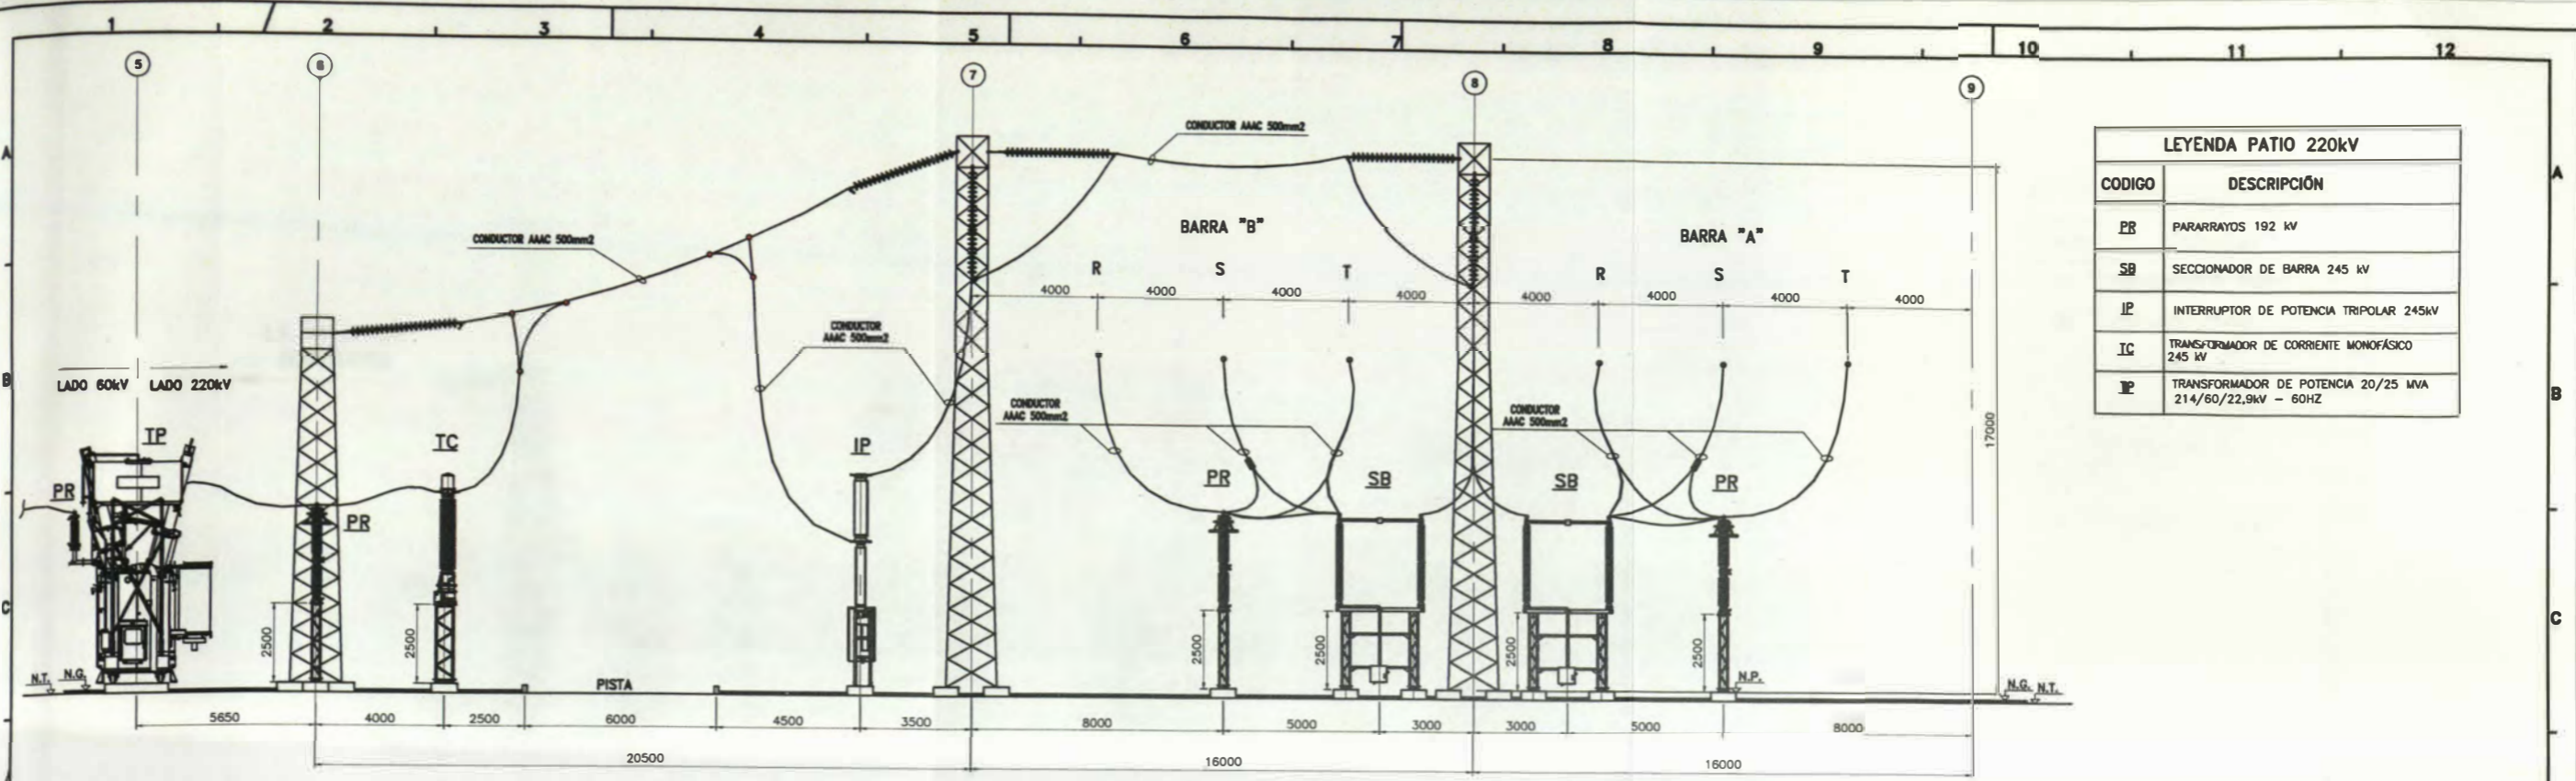 1 2 3 4 5 6 7 8 9 10 11 12
5 6 7 8 9
A
A
B
B
C
C
CONDUCTOR AAAC 500mm2
CONDUCTOR AAAC 500mm2
BARRA "B"
BARRA "A"
R S T
R S T
4000 4000 4000 4000 4000 4000 4000 4000
CONDUCTOR
AAAC 500mm2
CONDUCTOR
AAAC 500mm2
CONDUCTOR
AAAC 500mm2
LADO 60kV LADO 220kV
17000
TP
TC
IP
PR
PR
PR
SB
SB
PR
2500
2500
2500
2500
2500
2500
N.T. N.G.
PISTA
N.P.
N.G. N.T.
5650 4000 2500 6000 4500 3500 8000 5000 3000 3000 5000 8000
20500 16000 16000
LEYENDA PATIO 220kV
CODIGO DESCRIPCIÓN
PR PARARRAYOS 192 kV
SB SECCIONADOR DE BARRA 245 kV
IP INTERRUPTOR DE POTENCIA TRIPOLAR 245kV
TC TRANSFORMADOR DE CORRIENTE MONOFÁSICO
245 kV
TP TRANSFORMADOR DE POTENCIA 20/25 MVA
214/60/22,9kV - 60HZ